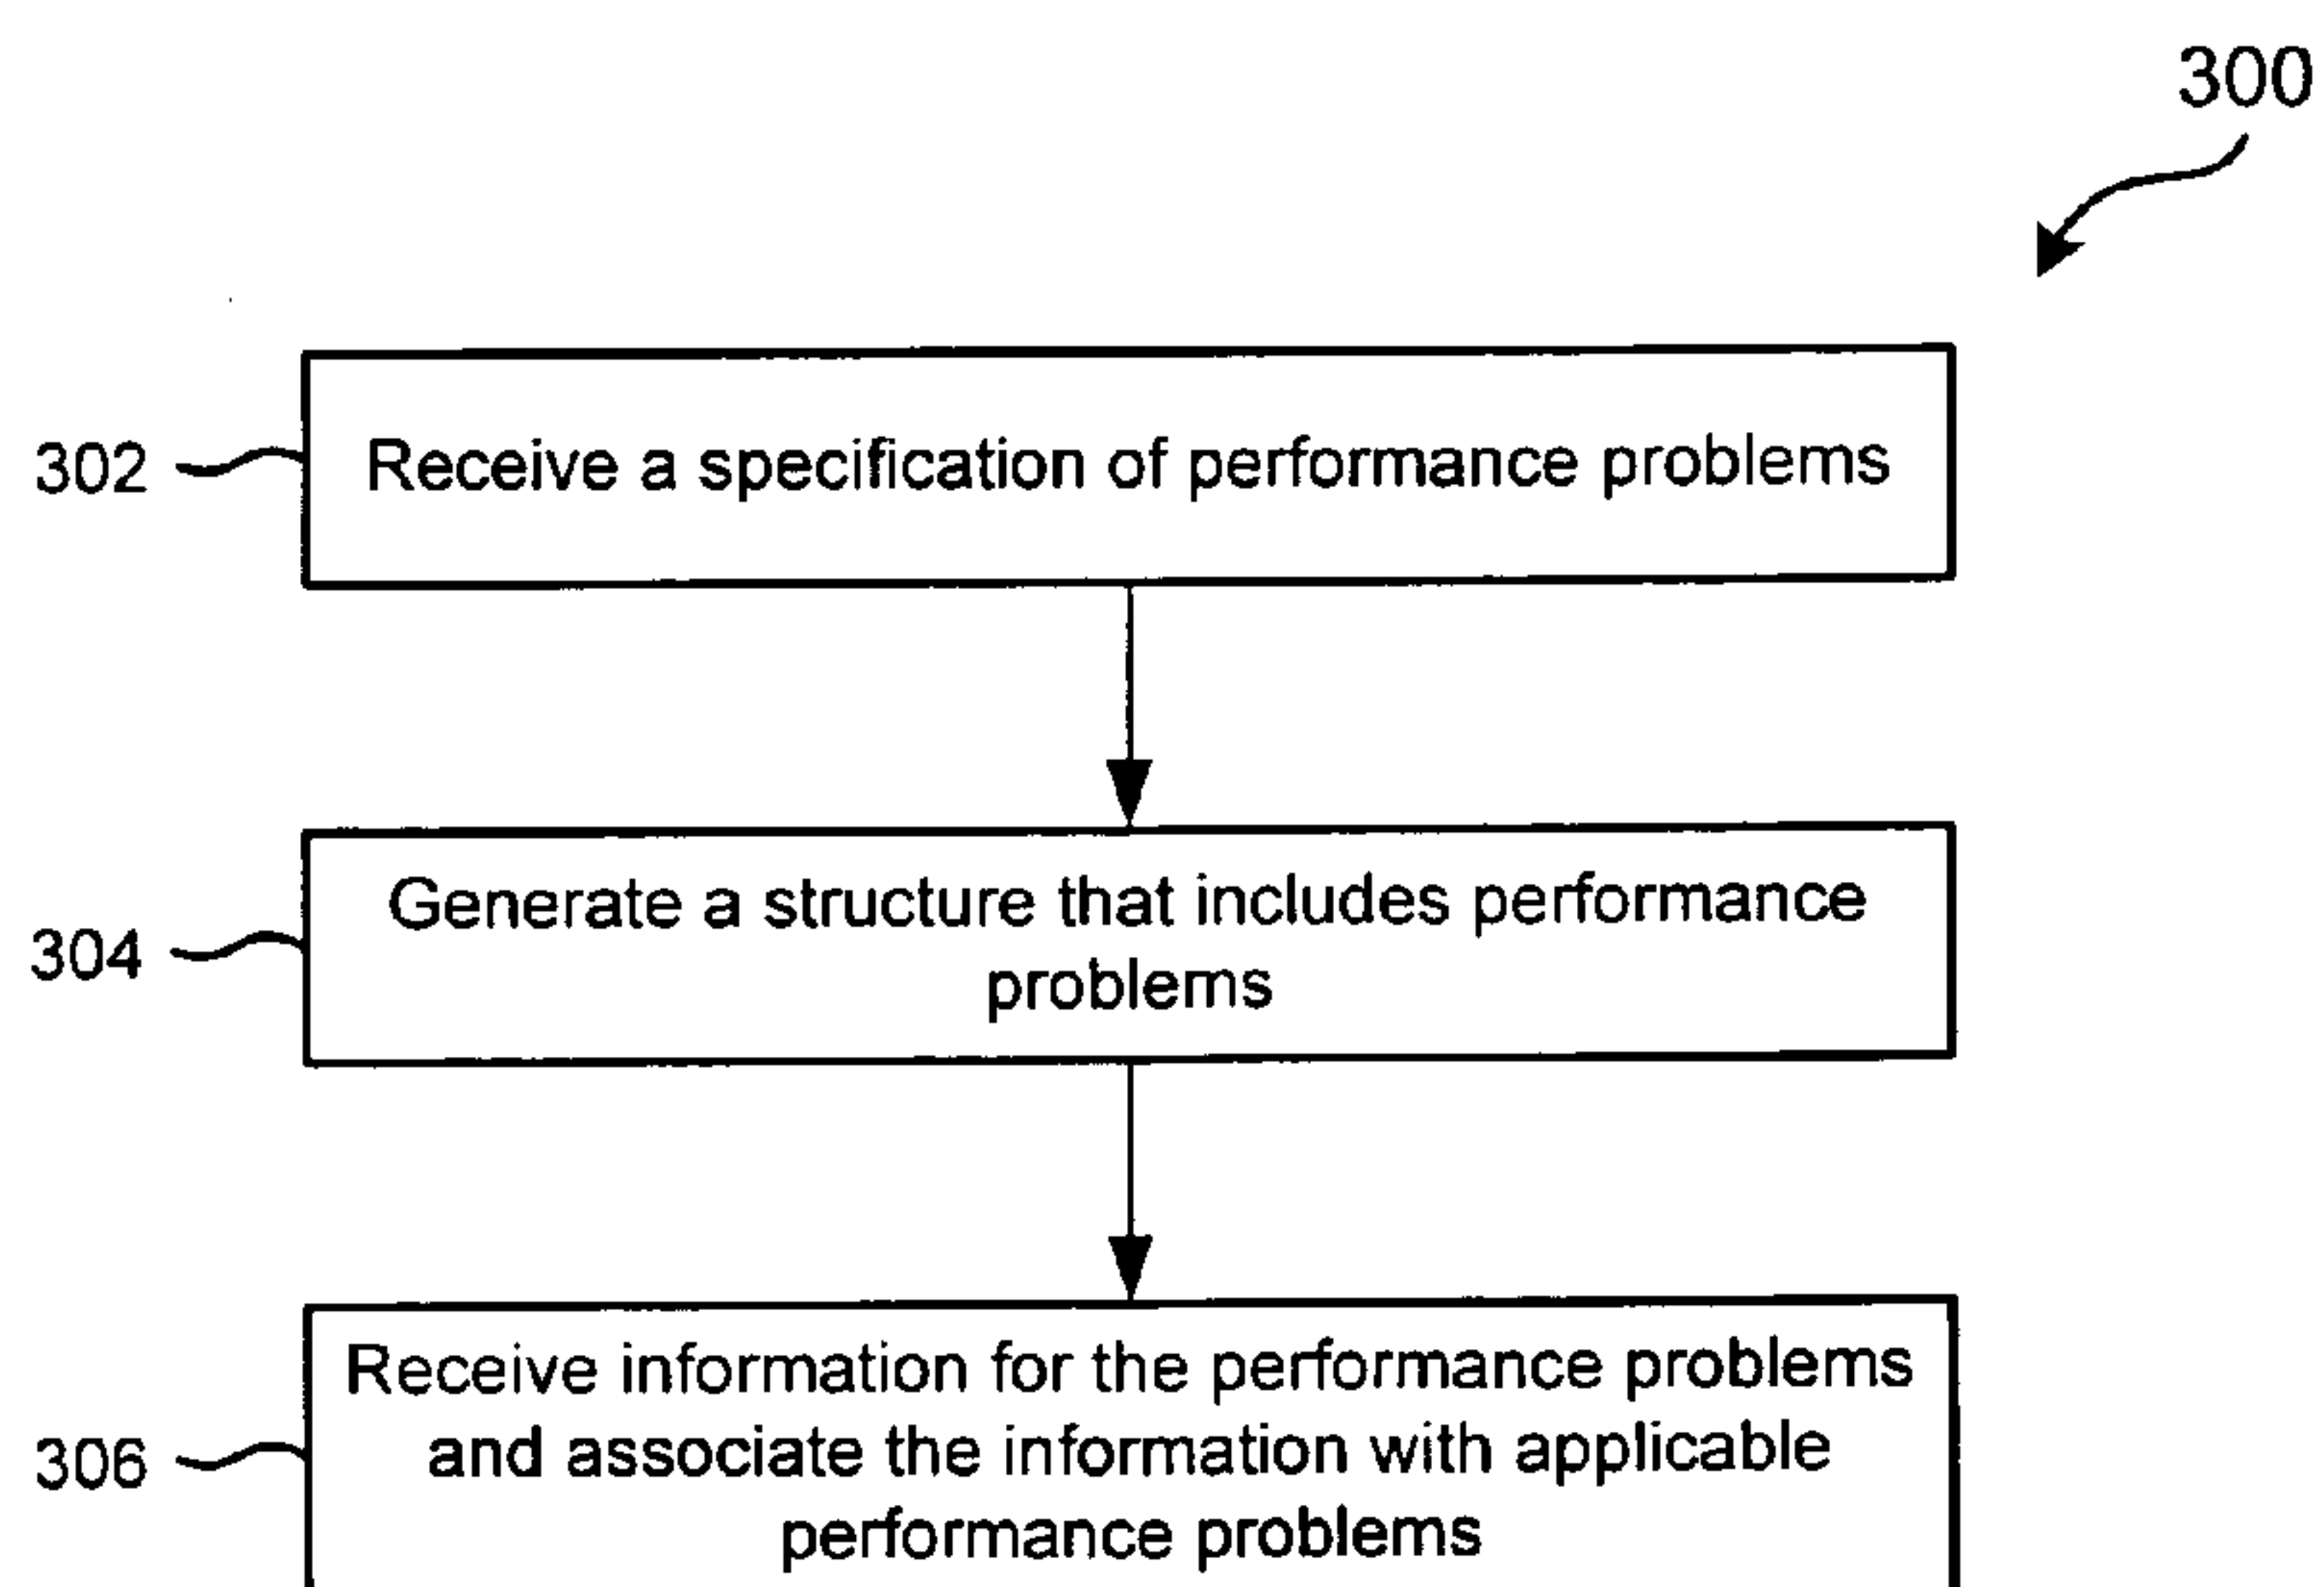 300
302
Receive a specification of performance problems
304
Generate a structure that includes performance
problems
306
Receive information for the performance problems
and associate the information with applicable
performance problems